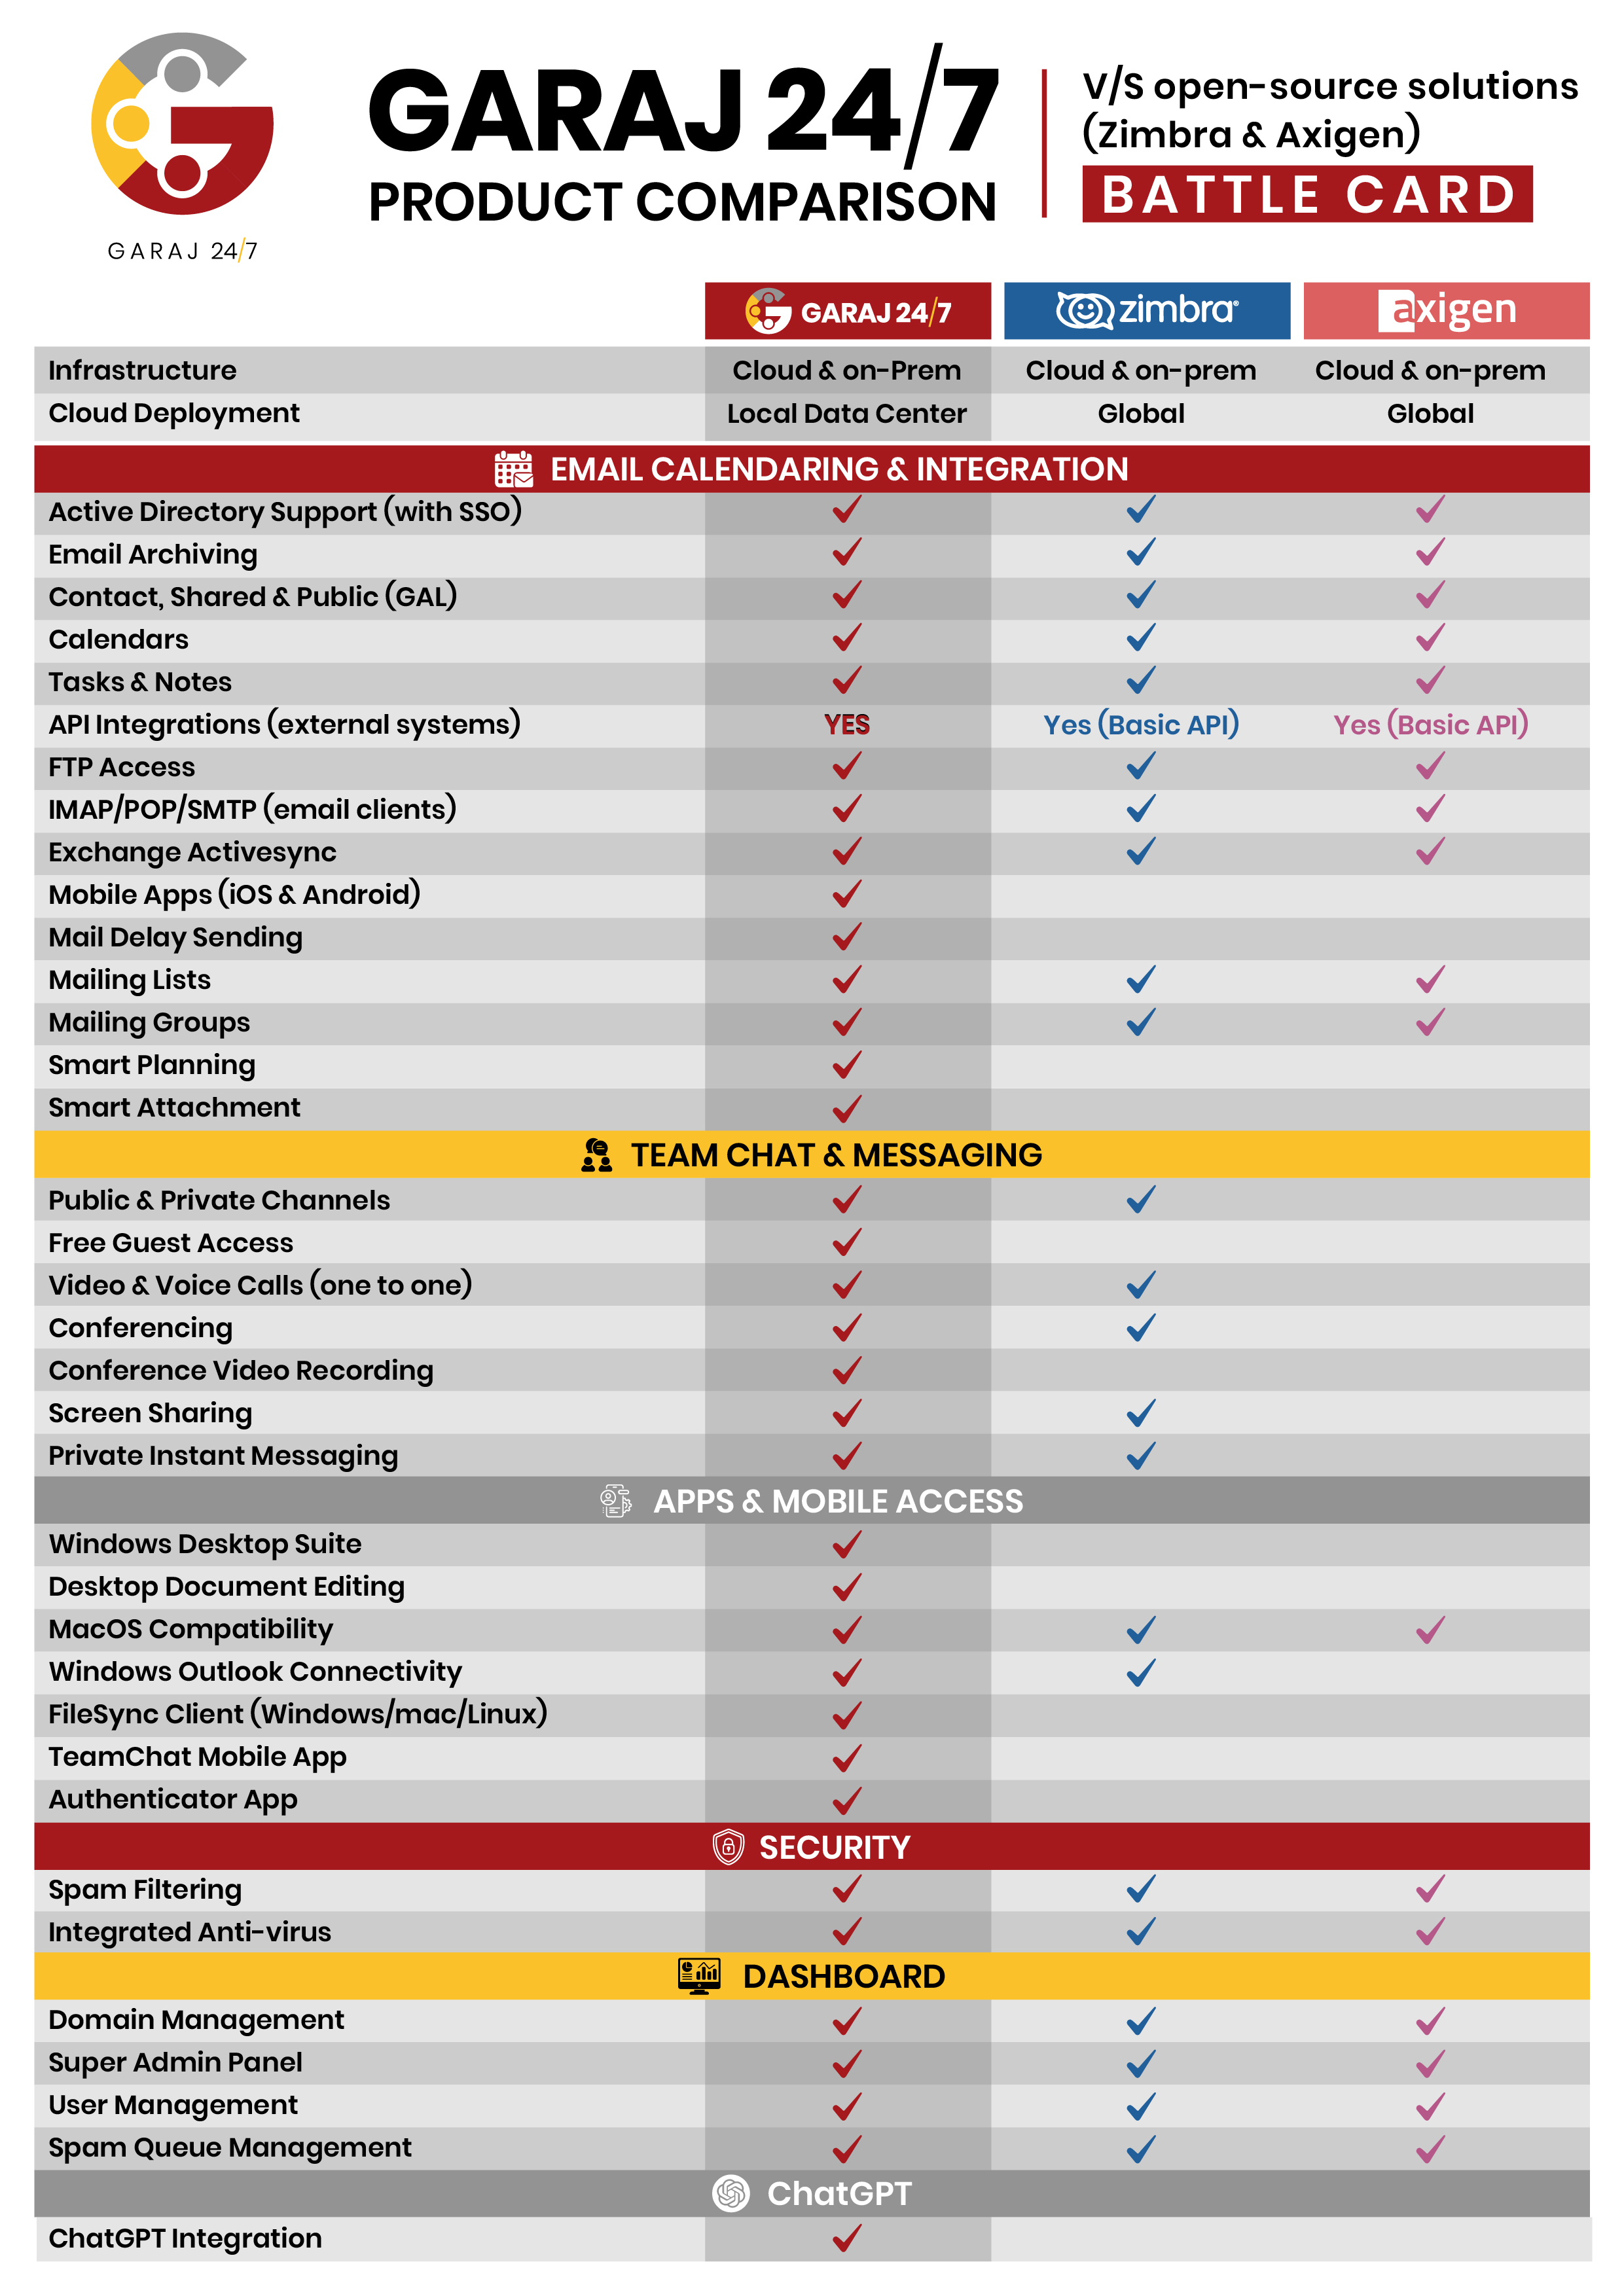 GARAJ 24/7
GARAJ 24/7
PRODUCT COMPARISON
V/S open-source solutions
(Zimbra & Axigen)
BATTLE CARD
GARAJ 24/7 zimbra® axigen
Infrastructure Cloud & on-Prem Cloud & on-prem Cloud & on-prem
Cloud Deployment Local Data Center Global Global
EMAIL CALENDARING & INTEGRATION
Active Directory Support (with SSO)
Email Archiving
Contact, Shared & Public (GAL)
Calendars
Tasks & Notes
API Integrations (external systems) YES Yes (Basic API) Yes (Basic API)
FTP Access
IMAP/POP/SMTP (email clients)
Exchange Activesync
Mobile Apps (iOS & Android)
Mail Delay Sending
Mailing Lists
Mailing Groups
Smart Planning
Smart Attachment
TEAM CHAT & MESSAGING
Public & Private Channels
Free Guest Access
Video & Voice Calls (one to one)
Conferencing
Conference Video Recording
Screen Sharing
Private Instant Messaging
APPS & MOBILE ACCESS
Windows Desktop Suite
Desktop Document Editing
MacOS Compatibility
Windows Outlook Connectivity
FileSync Client (Windows/mac/Linux)
TeamChat Mobile App
Authenticator App
SECURITY
Spam Filtering
Integrated Anti-virus
DASHBOARD
Domain Management
Super Admin Panel
User Management
Spam Queue Management
ChatGPT
ChatGPT Integration